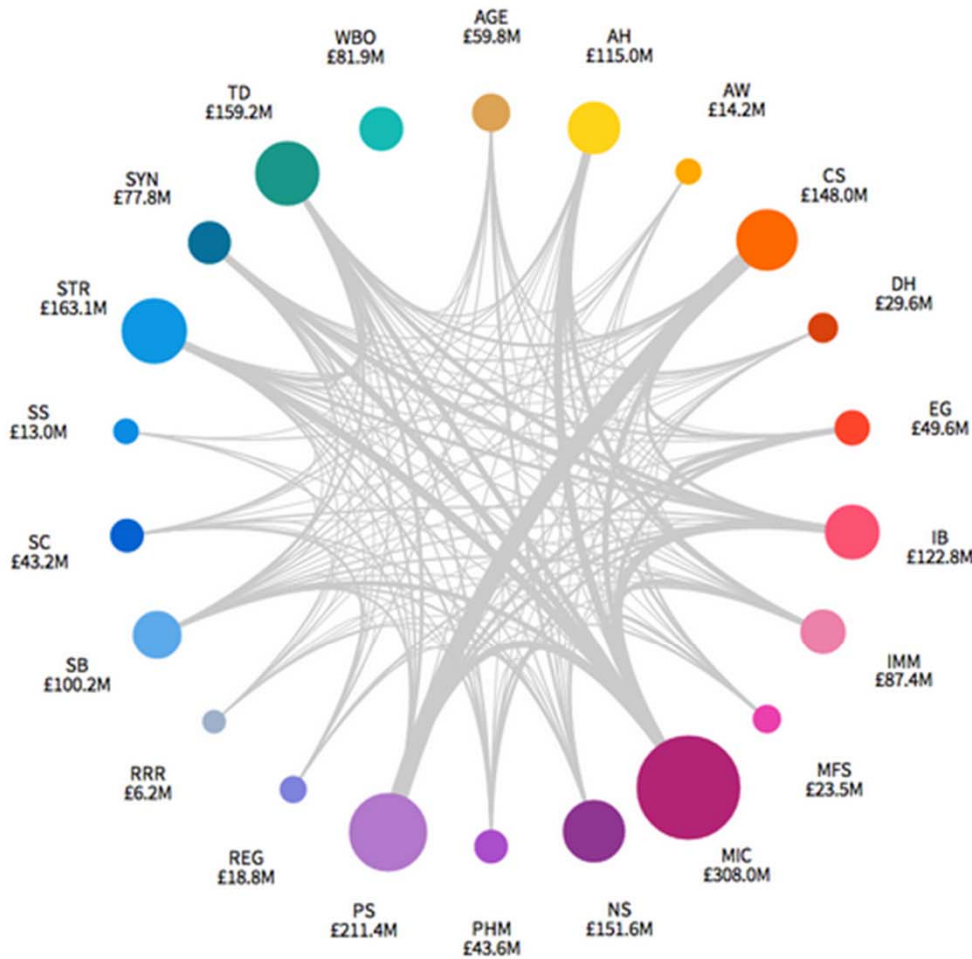 AGE
£59.8M
AH
£115.0M
AW
£14.2M
CS
£148.0M
DH
£29.6M
EG
£49.6M
IB
£122.8M
IMM
£87.4M
MFS
£23.5M
MIC
£308.0M
NS
£151.6M
PHM
£43.6M
PS
£211.4M
REG
£18.8M
RRR
£6.2M
SB
£100.2M
SC
£43.2M
SS
£13.0M
STR
£163.1M
SYN
£77.8M
TD
£159.2M
WBO
£81.9M